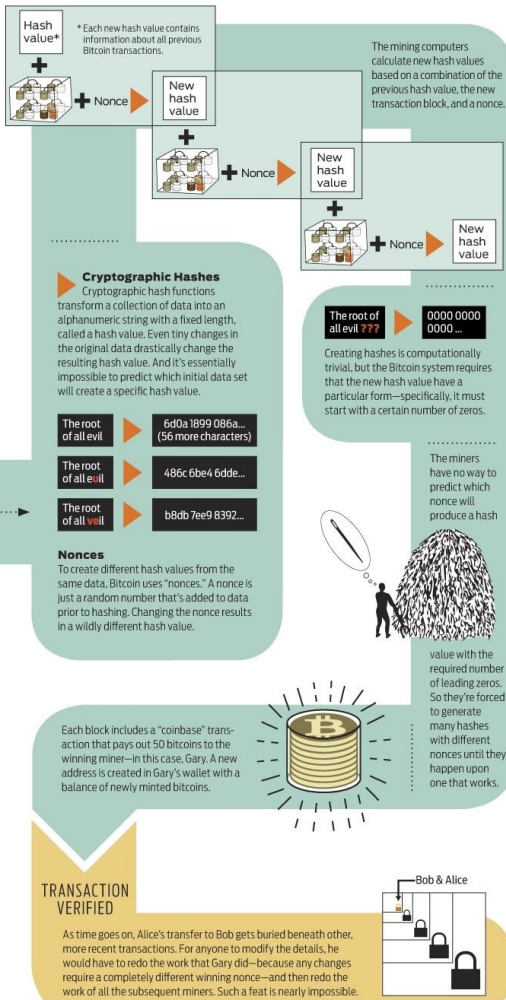 Hash
value*
* Each new hash value contains
information about all previous
Bitcoin transactions.
+
+ Nonce
New
hash
value
The mining computers
calculate new hash values
based on a combination of the
previous hash value, the new
transaction block, and a nonce.
+
+ Nonce
New
hash
value
+
+ Nonce
New
hash
value
Cryptographic Hashes
Cryptographic hash functions
transform a collection of data into an
alphanumeric string with a fixed length,
called a hash value. Even tiny changes
in the original data drastically change the
resulting hash value. And it's essentially
impossible to predict which initial data set
will create a specific hash value.
The root
of all evil
6d0a 1899 086a...
(56 more characters)
The root
of all euil
486c 6be4 6dde...
The root
of all veil
b8db 7ee9 8392...
Nonces
To create different hash values from the
same data, Bitcoin uses "nonces." A nonce is
just a random number that's added to data
prior to hashing. Changing the nonce results
in a wildly different hash value.
The root of
all evil ???
0000 0000
0000 ...
Creating hashes is computationally
trivial, but the Bitcoin system requires
that the new hash value have a
particular form—specifically, it must
start with a certain number of zeros.
The miners
have no way to
predict which
nonce will
produce a hash
value with the
required number
of leading zeros.
So they're forced
to generate
many hashes
with different
nonces until they
happen upon
one that works.
Each block includes a "coinbase" trans-
action that pays out 50 bitcoins to the
winning miner—in this case, Gary. A new
address is created in Gary's wallet with a
balance of newly minted bitcoins.
B
TRANSACTION
VERIFIED
As time goes on, Alice's transfer to Bob gets buried beneath other,
more recent transactions. For anyone to modify the details, he
would have to redo the work that Gary did—because any changes
require a completely different winning nonce—and then redo the
work of all the subsequent miners. Such a feat is nearly impossible.
Bob & Alice